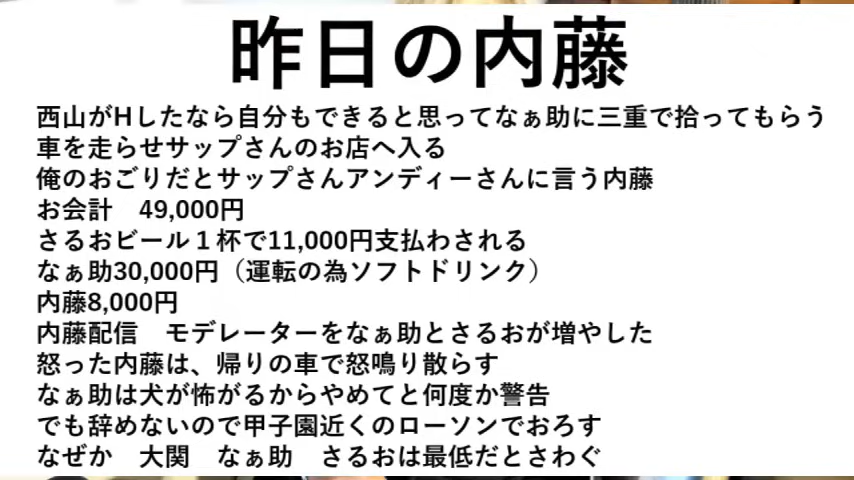 昨日の内藤
西山がHしたなら自分もできると思ってなぁ助に三重で拾ってもらう
車を走らせサップさんのお店へ入る
俺のおごりだとサップさんアンディーさんに言う内藤
お会計　49,000円
さるおビール１杯で11,000円支払わされる
なぁ助30,000円（運転の為ソフトドリンク）
内藤8,000円
内藤配信　モデレーターをなぁ助とさるおが増やした
怒った内藤は、帰りの車で怒鳴り散らす
なぁ助は犬が怖がるからやめてと何度か警告
でも辞めないので甲子園近くのローソンでおろす
なぜか　大関　なぁ助　さるおは最低だとさわぐ